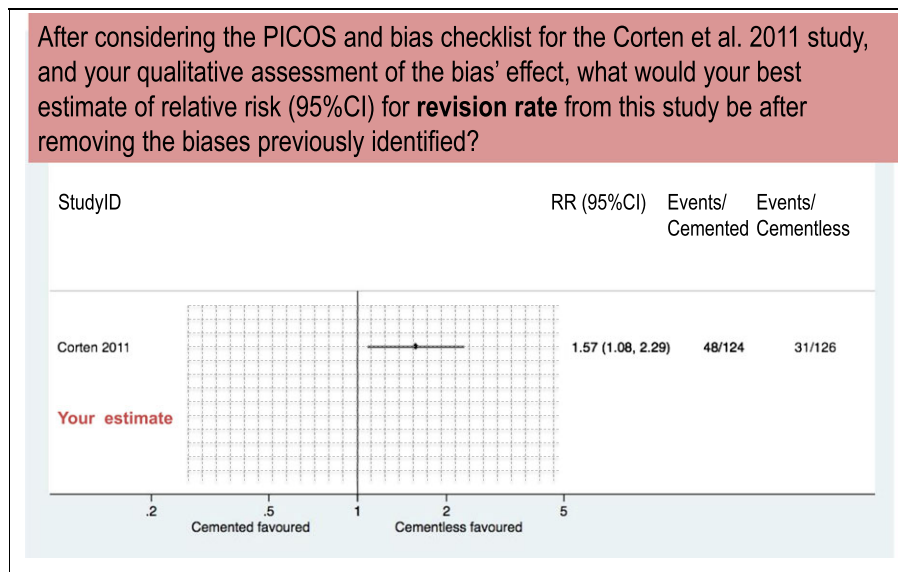 After considering the PICOS and bias checklist for the Corten et al. 2011 study,
and your qualitative assessment of the bias’ effect, what would your best
estimate of relative risk (95%CI) for revision rate from this study be after
removing the biases previously identified?
StudyID RR (95%CI) Events/ Events/
Cemented Cementless
Corten 2011 1.57 (1.08, 2.29) 48/124 31/126
Your estimate
.2 .5 1 2 5
Cemented favoured Cementless favoured